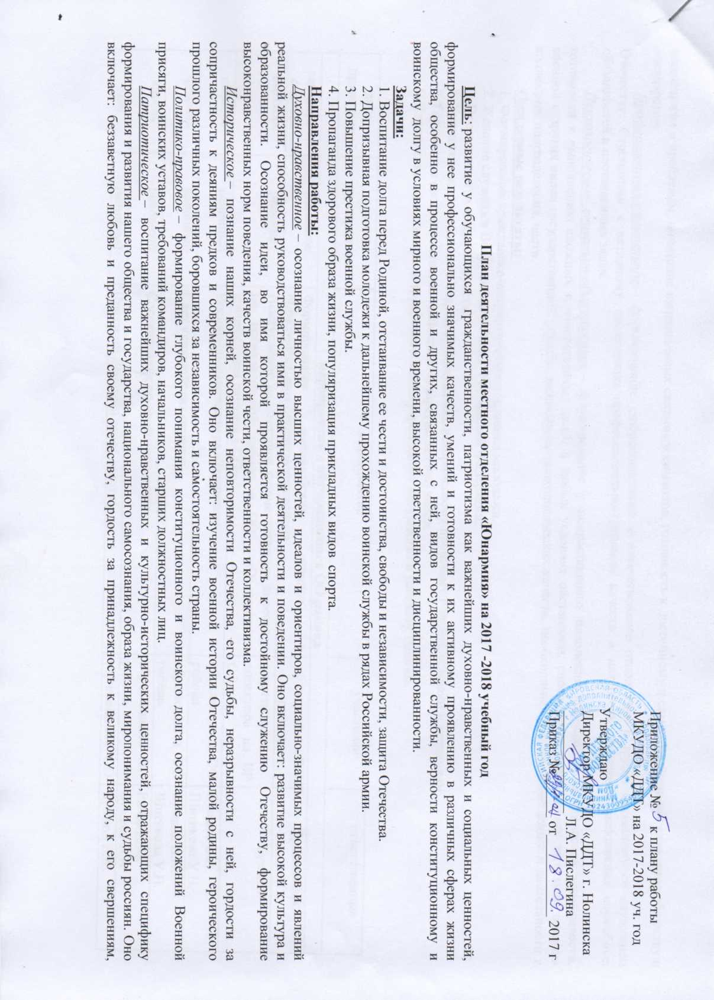 Приложение № 5 к плану работы
МКУДО «ДДТ» на 2017-2018 уч. год
Утверждаю
Директор МКУДО «ДДТ» г. Нолинска
Л.А. Пислегина
Приказ № от 18.09. 2017 г
План деятельности местного отделения «Юнармия» на 2017 -2018 учебный год
Цель: развитие у обучающихся гражданственности, патриотизма как важнейших духовно-нравственных и социальных ценностей,
формирование у нее профессионально значимых качеств, умений и готовности к их активному проявлению в различных сферах жизни
общества, особенно в процессе военной и других, связанных с ней, видов государственной службы, верности конституционному и
воинскому долгу в условиях мирного и военного времени, высокой ответственности и дисциплинированности.
Задачи:
1. Воспитание долга перед Родиной, отстаивание ее чести и достоинства, свободы и независимости, защита Отечества.
2. Допризывная подготовка молодежи к дальнейшему прохождению воинской службы в рядах Российской армии.
3. Повышение престижа военной службы.
4. Пропаганда здорового образа жизни, популяризация прикладных видов спорта.
Направления работы:
Духовно-нравственное – осознание личностью высших ценностей, идеалов и ориентиров, социально-значимых процессов и явлений
реальной жизни, способность руководствоваться ими в практической деятельности и поведении. Оно включает: развитие высокой культура и
образованности. Осознание идеи, во имя которой проявляется готовность к достойному служению Отечеству, формирование
высоконравственных норм поведения, качеств воинской чести, ответственности и коллективизма.
Историческое – познание наших корней, осознание неповторимости Отечества, его судьбы, неразрывности с ней, гордости за
сопричастность к деяниям предков и современников. Оно включает: изучение военной истории Отечества, малой родины, героического
прошлого различных поколений, боровшихся за независимость и самостоятельность страны.
Политико-правовое – формирование глубокого понимания конституционного и воинского долга, осознание положений Военной
присяги, воинских уставов, требований командиров, начальников, старших должностных лиц.
Патриотическое – воспитание важнейших духовно-нравственных и культурно-исторических ценностей, отражающих специфику
формирования и развития нашего общества и государства, национального самосознания, образа жизни, миропонимания и судьбы россиян. Оно
включает: беззаветную любовь и преданность своему отечеству, гордость за принадлежность к великому народу, к его свершениям,